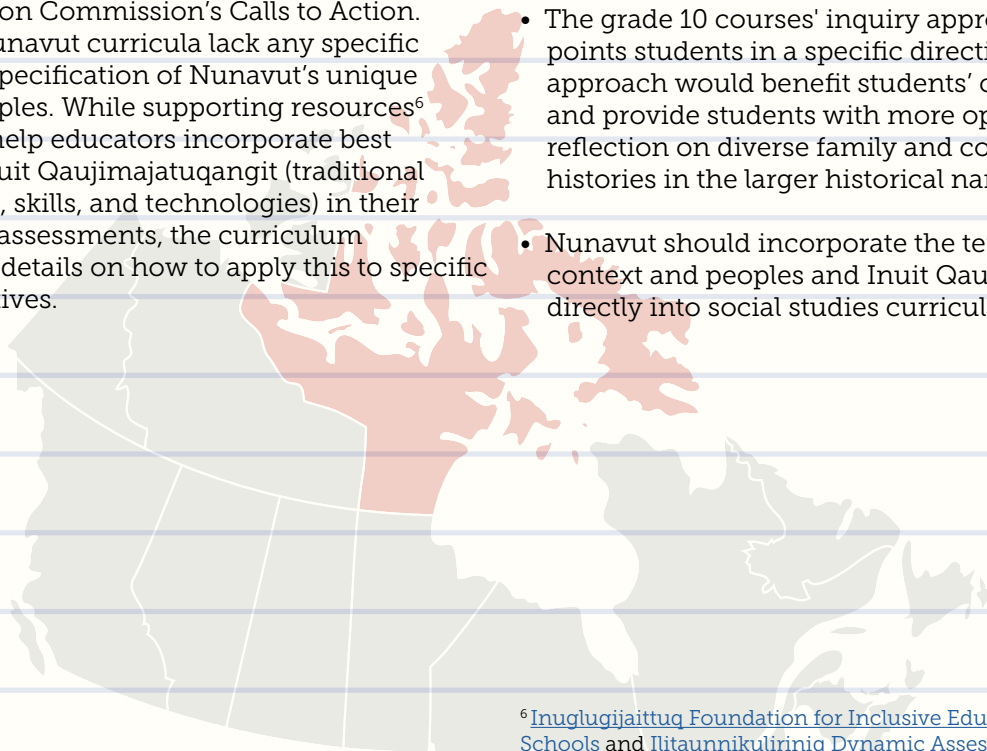 on Commission's Calls to Action.
unavut curricula lack any specific
pecification of Nunavut's unique
ples. While supporting resources⁶
help educators incorporate best
uit Qaujimajatuqangit (traditional
, skills, and technologies) in their
assessments, the curriculum
details on how to apply this to specific
tives.
• The grade 10 courses' inquiry appr
points students in a specific directi
approach would benefit students' c
and provide students with more op
reflection on diverse family and co
histories in the larger historical na
• Nunavut should incorporate the te
context and peoples and Inuit Qau
directly into social studies curricul
⁶ Inuglugijaittuq Foundation for Inclusive Edu
Schools and Ilitaunnikuliriniq Dynamic Asses